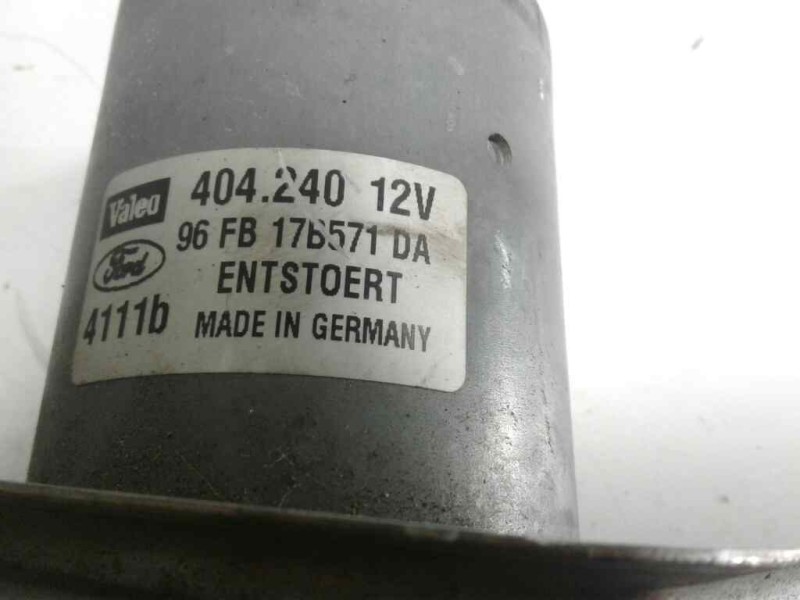 Valeo 404.240 12V
96 FB 17B571 DA
Ford
ENTSTOERT
4111b MADE IN GERMANY